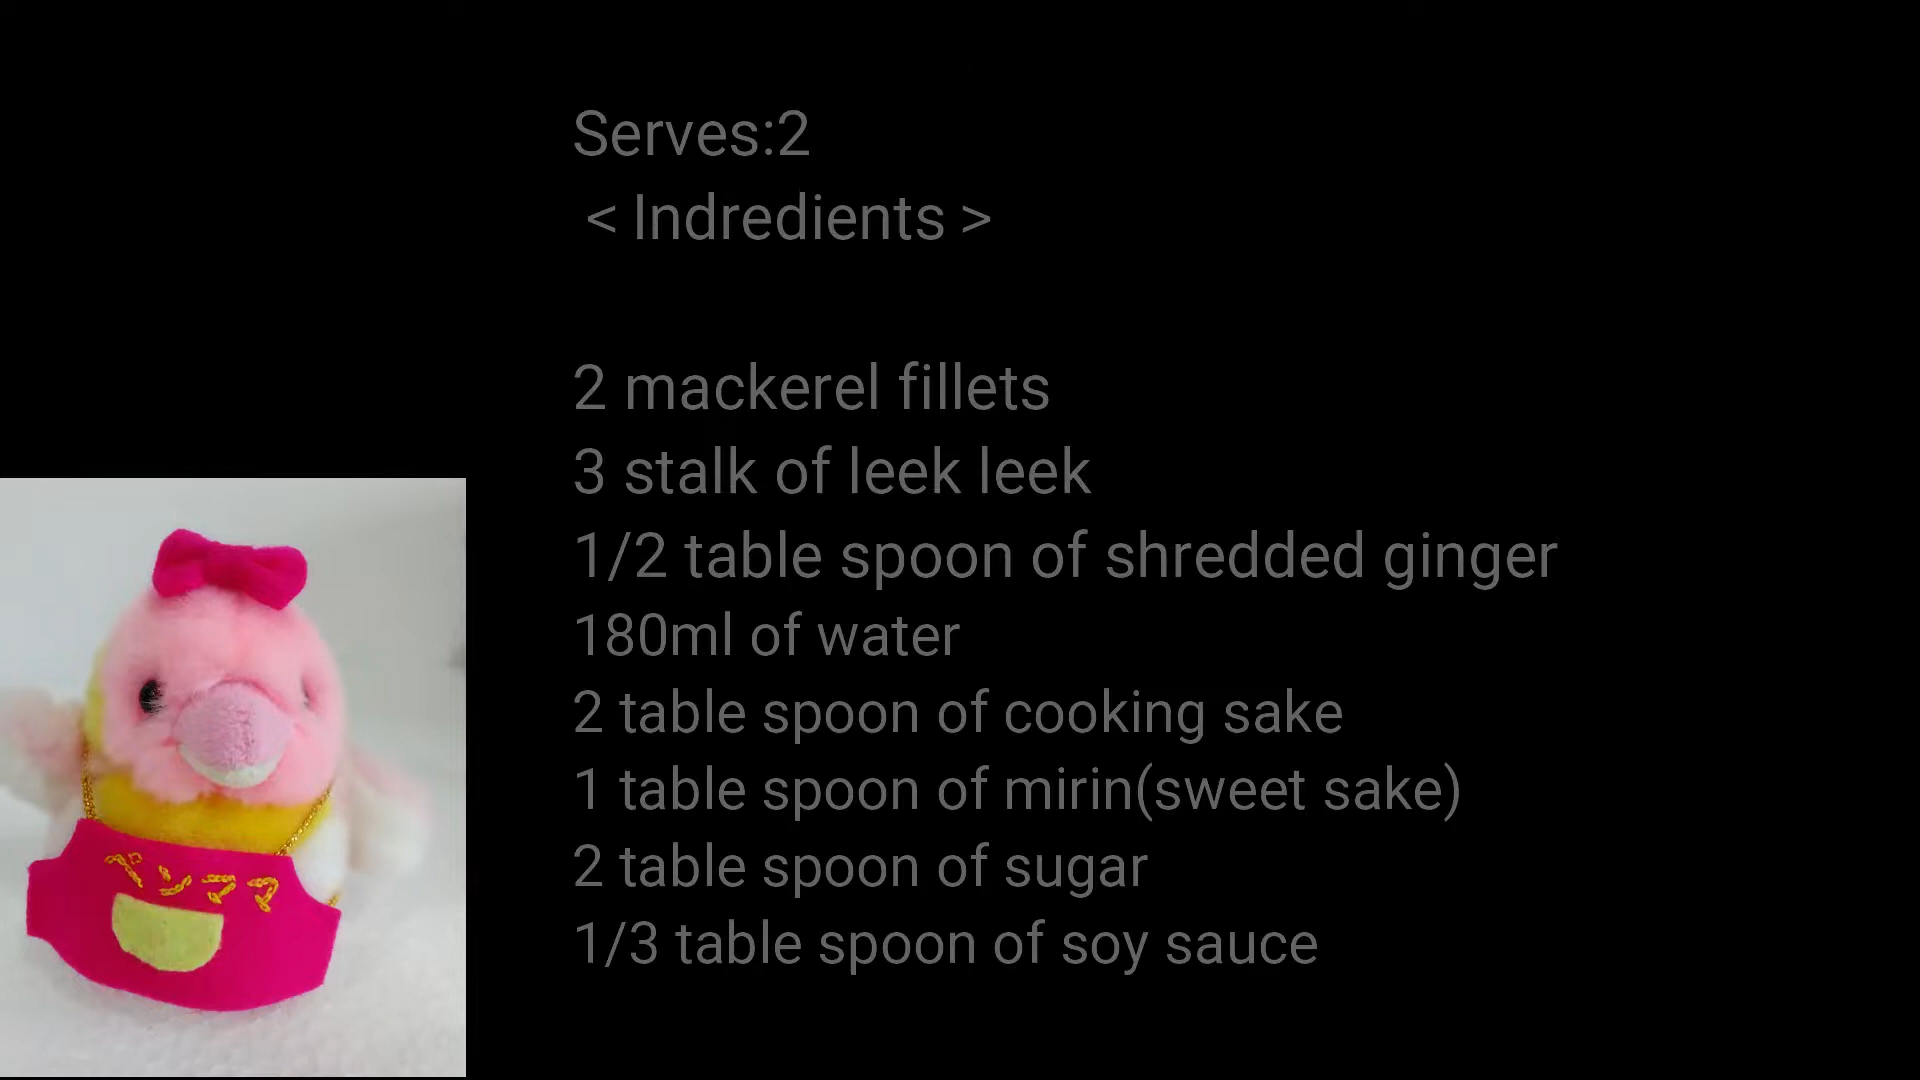 Serves:2
< Indredients >
2 mackerel fillets
3 stalk of leek leek
1/2 table spoon of shredded ginger
180ml of water
2 table spoon of cooking sake
1 table spoon of mirin(sweet sake)
2 table spoon of sugar
1/3 table spoon of soy sauce
ペンママ